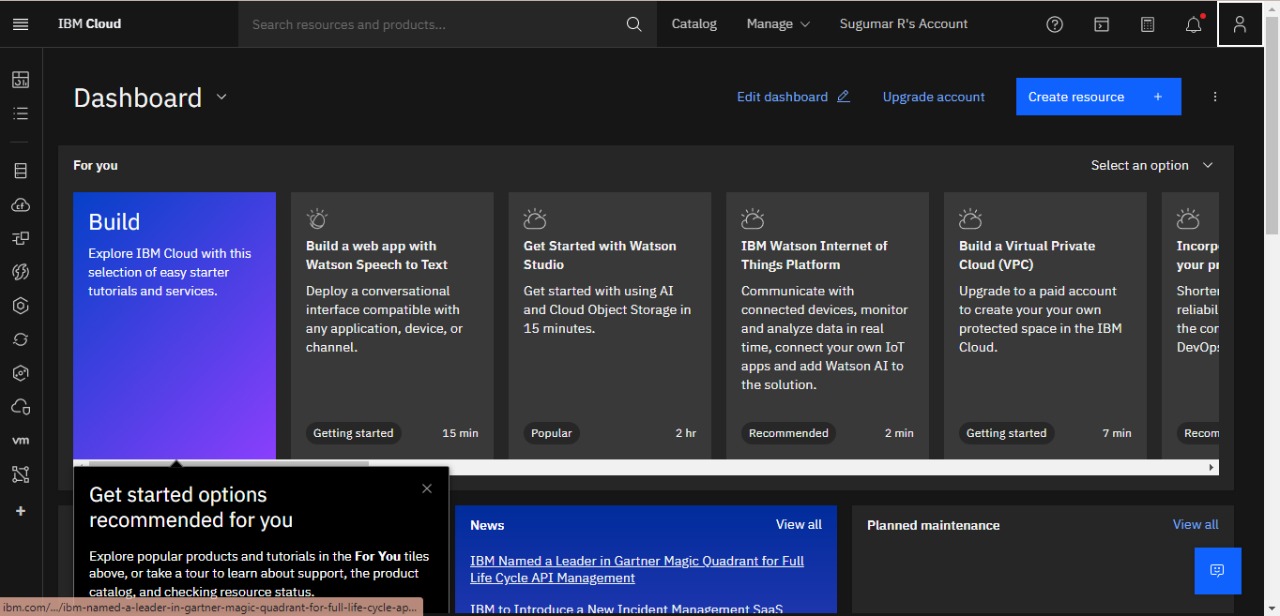 IBM Cloud
Search resources and products...
Catalog
Manage
Sugumar R's Account
Dashboard
Edit dashboard
Upgrade account
Create resource +
For you
Select an option
Build
Explore IBM Cloud with this
selection of easy starter
tutorials and services.
Build a web app with
Watson Speech to Text
Deploy a conversational
interface compatible with
any application, device, or
channel.
Getting started
15 min
Get Started with Watson
Studio
Get started with using AI
and Cloud Object Storage in
15 minutes.
Popular
2 hr
IBM Watson Internet of
Things Platform
Communicate with
connected devices, monitor
and analyze data in real
time, connect your own IoT
apps and add Watson AI to
the solution.
Recommended
2 min
Build a Virtual Private
Cloud (VPC)
Upgrade to a paid account
to create your your own
protected space in the IBM
Cloud.
Getting started
7 min
Incorp
your pr
Shorter
reliabil
the cor
DevOps
Recom
vm
Get started options
recommended for you
Explore popular products and tutorials in the For You tiles
above, or take a tour to learn about support, the product
catalog, and checking resource status.
News
View all
IBM Named a Leader in Gartner Magic Quadrant for Full
Life Cycle API Management
IBM to Introduce a New Incident Management SaaS
Planned maintenance
View all
ibm.com/.../ibm-named-a-leader-in-gartner-magic-quadrant-for-full-life-cycle-ap...